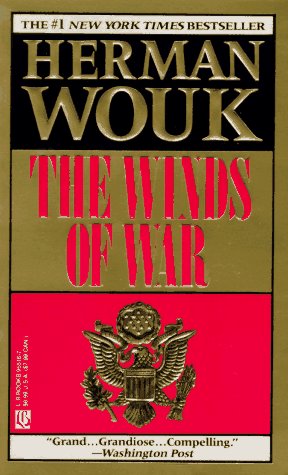 THE #1 NEW YORK TIMES BESTSELLER
HERMAN
WOUK
THE WINDS
OF WAR
"Grand...Grandiose...Compelling."
—Washington Post